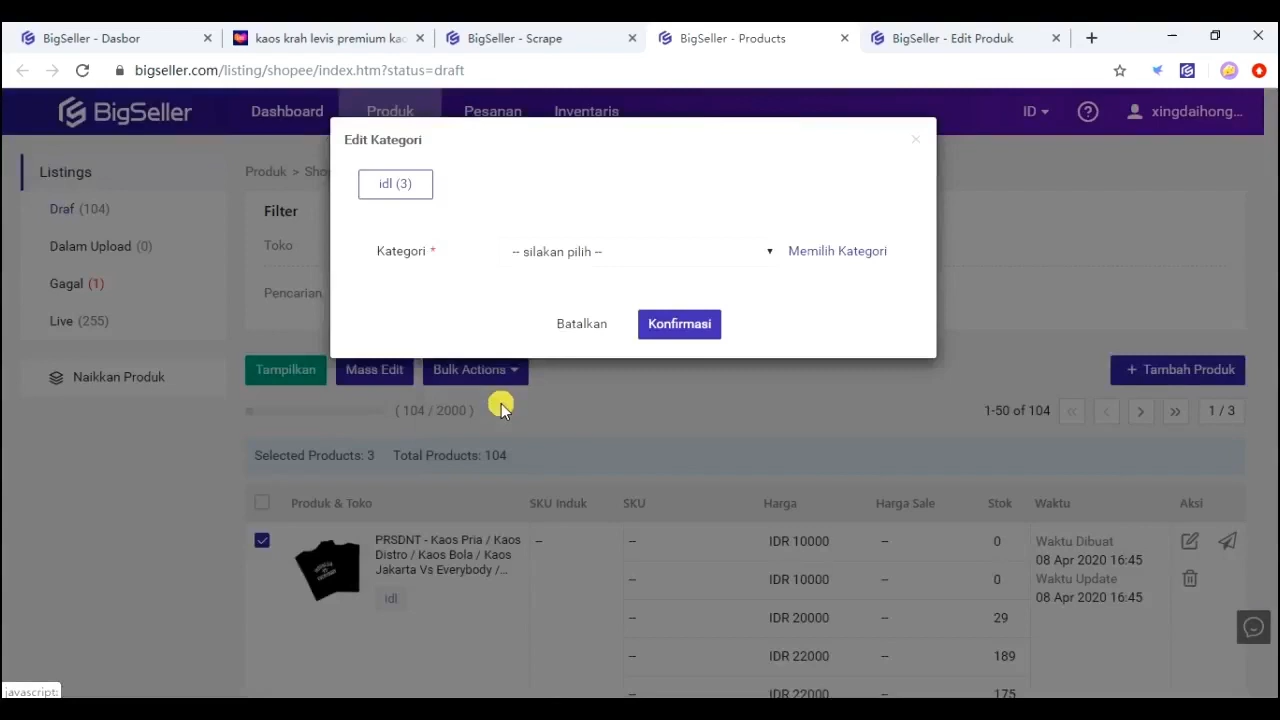 BigSeller - Dasbor
kaos krah levis premium kao
BigSeller - Scrape
BigSeller - Products
BigSeller - Edit Produk
bigseller.com/listing/shopee/index.htm?status=draft
BigSeller
Dashboard
Produk
Pesanan
Inventaris
ID
xingdaihong...
Edit Kategori
idl (3)
Kategori *
-- silakan pilih --
Memilih Kategori
Batalkan
Konfirmasi
Listings
Draf (104)
Dalam Upload (0)
Gagal (1)
Live (255)
Naikkan Produk
Produk > Sho
Filter
Toko
Pencarian
Tampilkan
Mass Edit
Bulk Actions
+ Tambah Produk
( 104 / 2000 )
1-50 of 104
« ‹ › »
1 / 3
Selected Products: 3 Total Products: 104
Produk & Toko SKU Induk SKU Harga Harga Sale Stok Waktu Aksi
PRSDNT - Kaos Pria / Kaos
Distro / Kaos Bola / Kaos
Jakarta Vs Everybody /...
idl
--
-- IDR 10000 -- 0
-- IDR 10000 -- 0
-- IDR 20000 -- 29
-- IDR 22000 -- 189
-- IDR 22000 -- 175
Waktu Dibuat
08 Apr 2020 16:45
Waktu Update
08 Apr 2020 16:45
javascript: